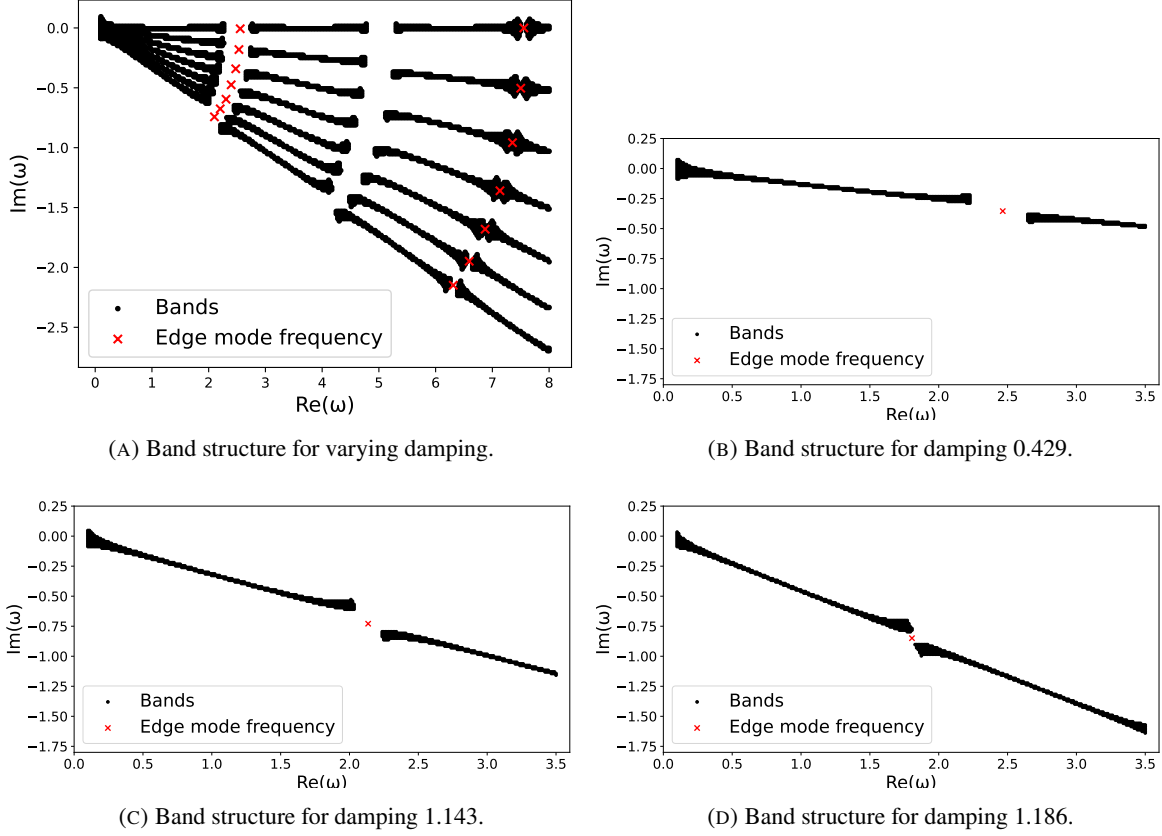 0.0
−0.5
−1.0
−1.5
−2.0
−2.5
Im(ω)
Bands
Edge mode frequency
0 1 2 3 4 5 6 7 8
Re(ω)
(A) Band structure for varying damping.
0.25
0.00
−0.25
−0.50
−0.75
−1.00
−1.25
−1.50
−1.75
Im(ω)
Bands
Edge mode frequency
0.0 0.5 1.0 1.5 2.0 2.5 3.0 3.5
Re(ω)
(B) Band structure for damping 0.429.
0.25
0.00
−0.25
−0.50
−0.75
−1.00
−1.25
−1.50
−1.75
Im(ω)
Bands
Edge mode frequency
0.0 0.5 1.0 1.5 2.0 2.5 3.0 3.5
Re(ω)
(C) Band structure for damping 1.143.
0.25
0.00
−0.25
−0.50
−0.75
−1.00
−1.25
−1.50
−1.75
Im(ω)
Bands
Edge mode frequency
0.0 0.5 1.0 1.5 2.0 2.5 3.0 3.5
Re(ω)
(D) Band structure for damping 1.186.